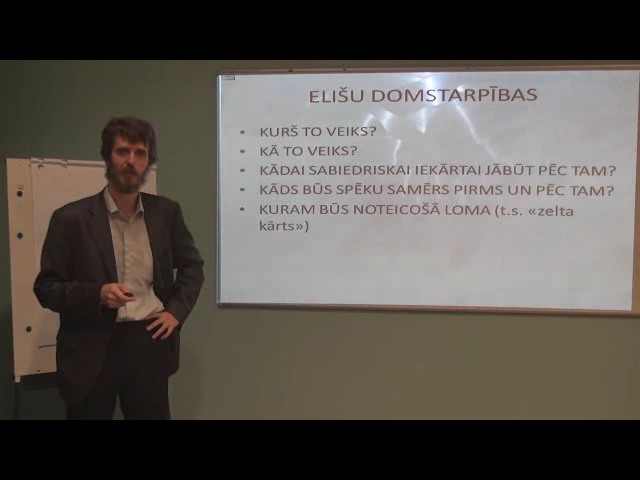 ELIŠU DOMSTARPĪBAS
• KURŠ TO VEIKS?
• KĀ TO VEIKS?
• KĀDAI SABIEDRISKAI IEKĀRTAI JĀBŪT PĒC TAM?
• KĀDS BŪS SPĒKU SAMĒRS PIRMS UN PĒC TAM?
• KURAM BŪS NOTEICOŠĀ LOMA (t.s. «zelta
kārts»)